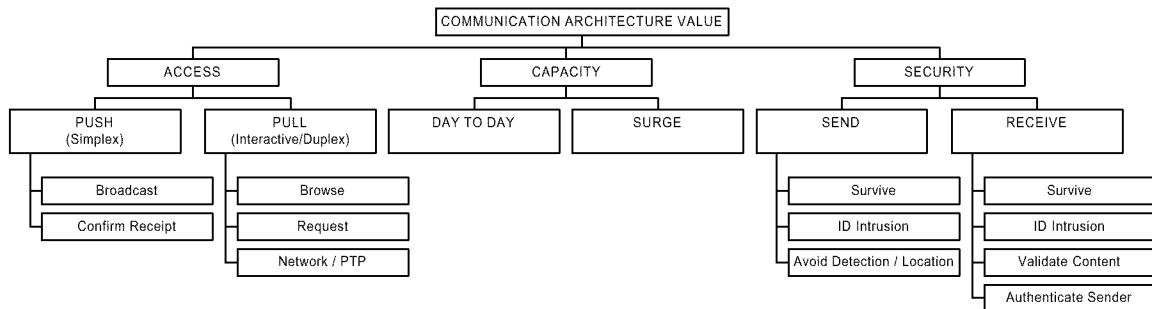 COMMUNICATION ARCHITECTURE VALUE
ACCESS
CAPACITY
SECURITY
PUSH
(Simplex)
PULL
(Interactive/Duplex)
DAY TO DAY
SURGE
SEND
RECEIVE
Broadcast
Confirm Receipt
Browse
Request
Network / PTP
Survive
ID Intrusion
Avoid Detection / Location
Survive
ID Intrusion
Validate Content
Authenticate Sender